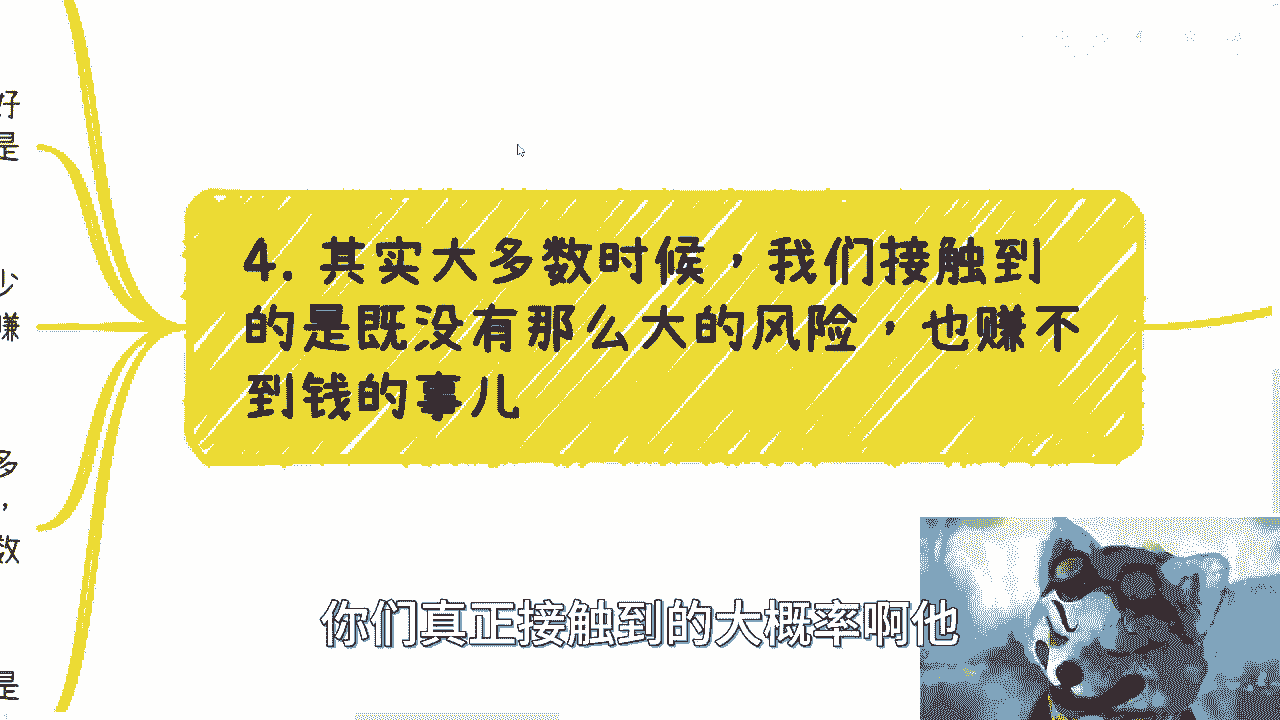 好
是
少
赚
多
，
数
是
4. 其实大多数时候，我们接触到
的是既没有那么大的风险，也赚不
到钱的事儿
你们真正接触到的大概率啊他